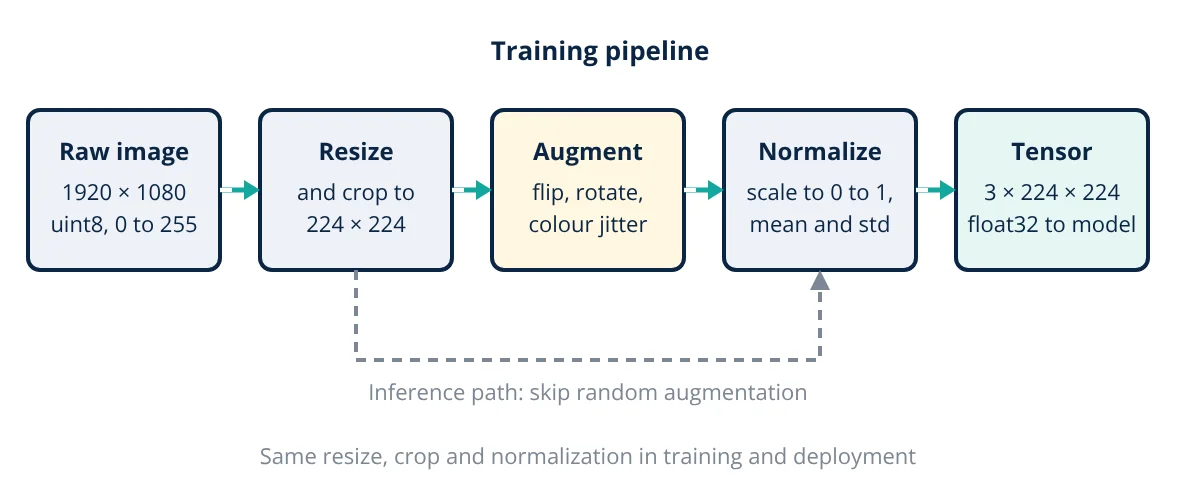 Training pipeline
Raw image
1920 × 1080
uint8, 0 to 255
Resize
and crop to
224 × 224
Augment
flip, rotate,
colour jitter
Normalize
scale to 0 to 1,
mean and std
Tensor
3 × 224 × 224
float32 to model
Inference path: skip random augmentation
Same resize, crop and normalization in training and deployment